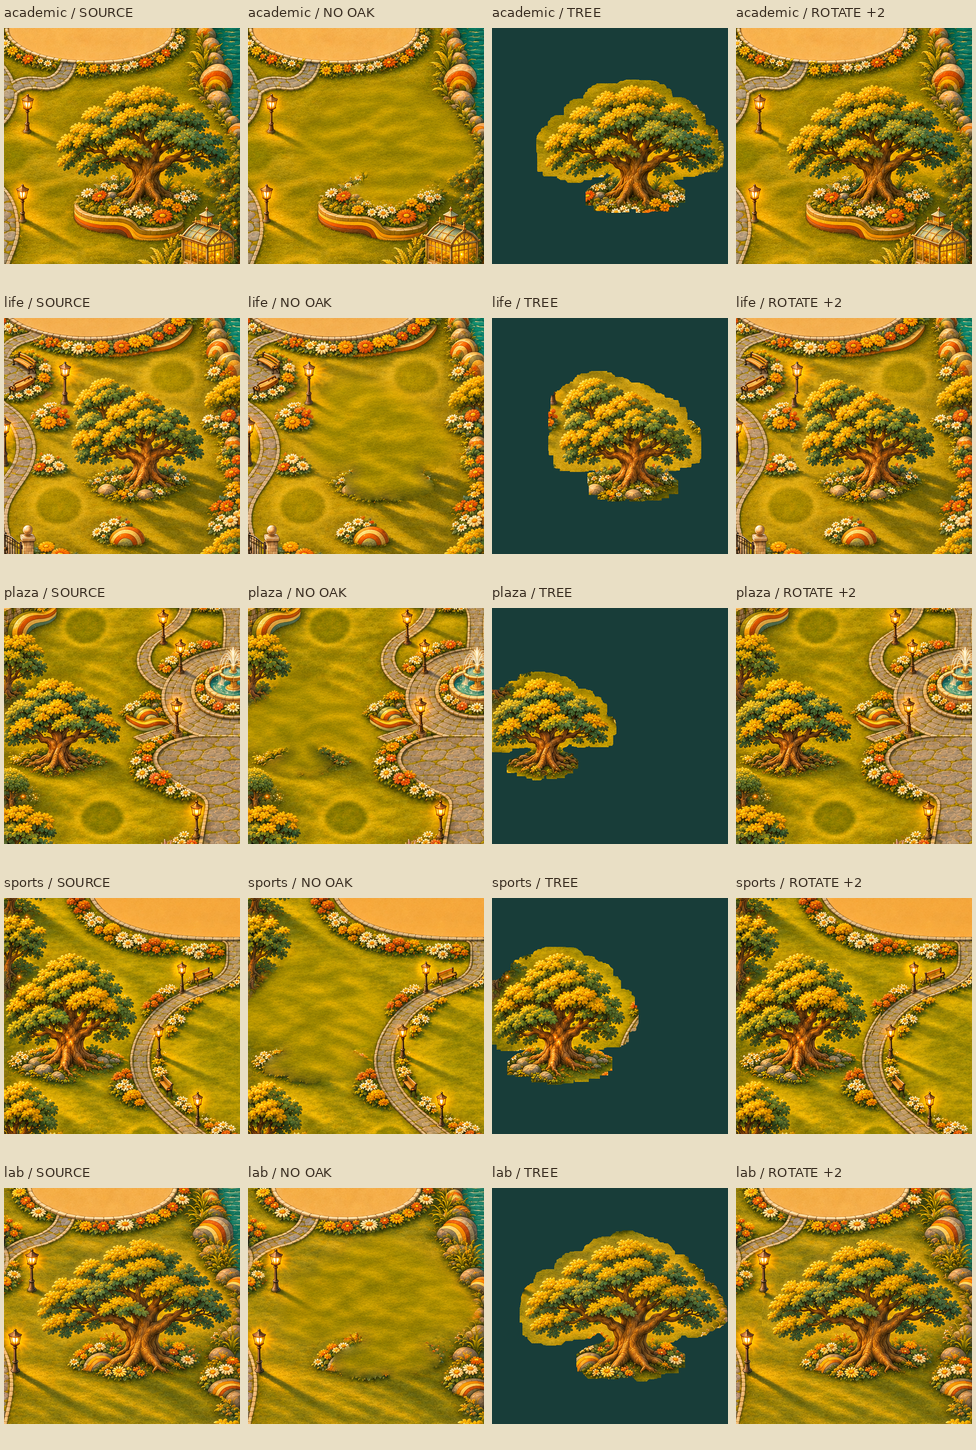 academic / SOURCE
academic / NO OAK
academic / TREE
academic / ROTATE +2
life / SOURCE
life / NO OAK
life / TREE
life / ROTATE +2
plaza / SOURCE
plaza / NO OAK
plaza / TREE
plaza / ROTATE +2
sports / SOURCE
sports / NO OAK
sports / TREE
sports / ROTATE +2
lab / SOURCE
lab / NO OAK
lab / TREE
lab / ROTATE +2